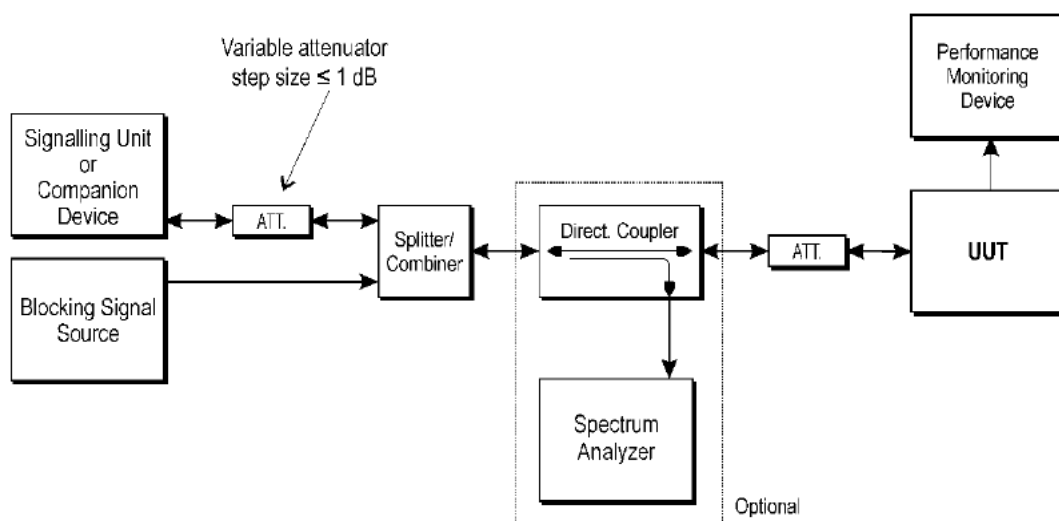 Variable attenuator
step size ≤ 1 dB
Performance
Monitoring
Device
Signalling Unit
or
Companion
Device
ATT.
Splitter/
Combiner
Direct. Coupler
ATT.
UUT
Blocking Signal
Source
Spectrum
Analyzer
Optional